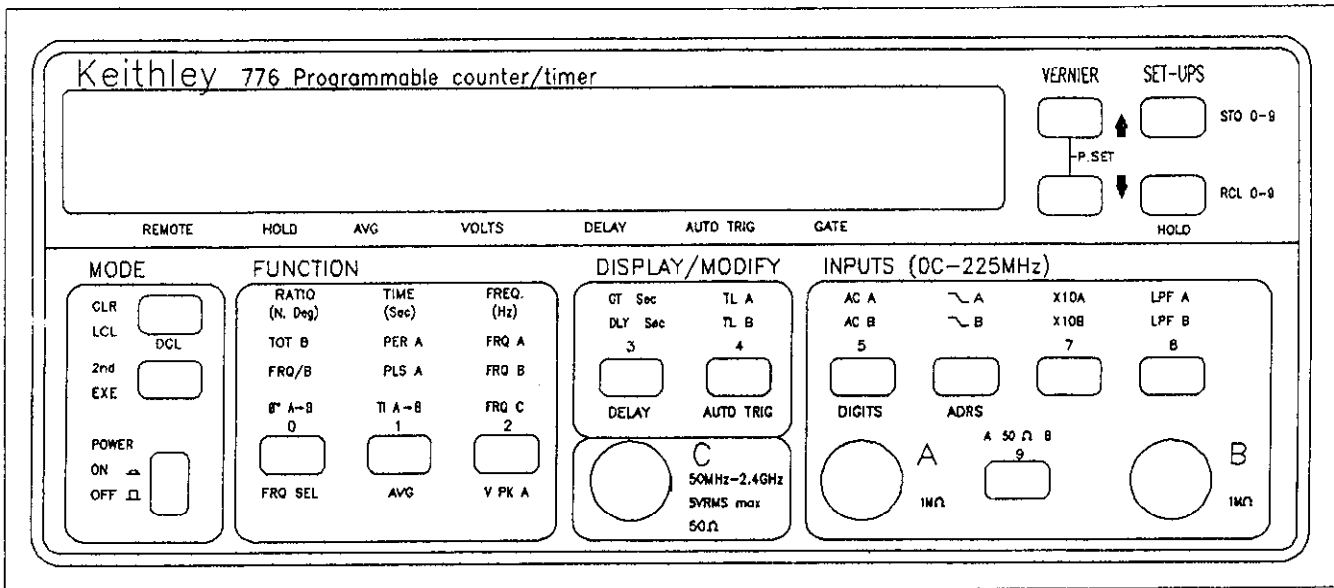 Keithley 776 Programmable counter/timer
VERNIER SET-UPS
STO 0-9
P.SET
RCL 0-9
HOLD
REMOTE HOLD AVG VOLTS DELAY AUTO TRIG GATE
MODE
CLR
LCL
DCL
2nd
EXE
POWER
ON
OFF
FUNCTION
RATIO TIME FREQ.
(N. Deg) (Sec) (Hz)
TOT B PER A FRQ A
FRQ/B PLS A FRQ B
θ° A→B TI A→B FRQ C
0 1 2
FRQ SEL AVG V PK A
DISPLAY/MODIFY
GT Sec TL A
DLY Sec TL B
3 4
DELAY AUTO TRIG
C
50MHz-2.4GHz
5VRMS max
50Ω
INPUTS (DC-225MHz)
AC A A X10A LPF A
AC B B X10B LPF B
5 7 8
DIGITS ADRS
A 50 Ω B
9
A
1MΩ
B
1MΩ